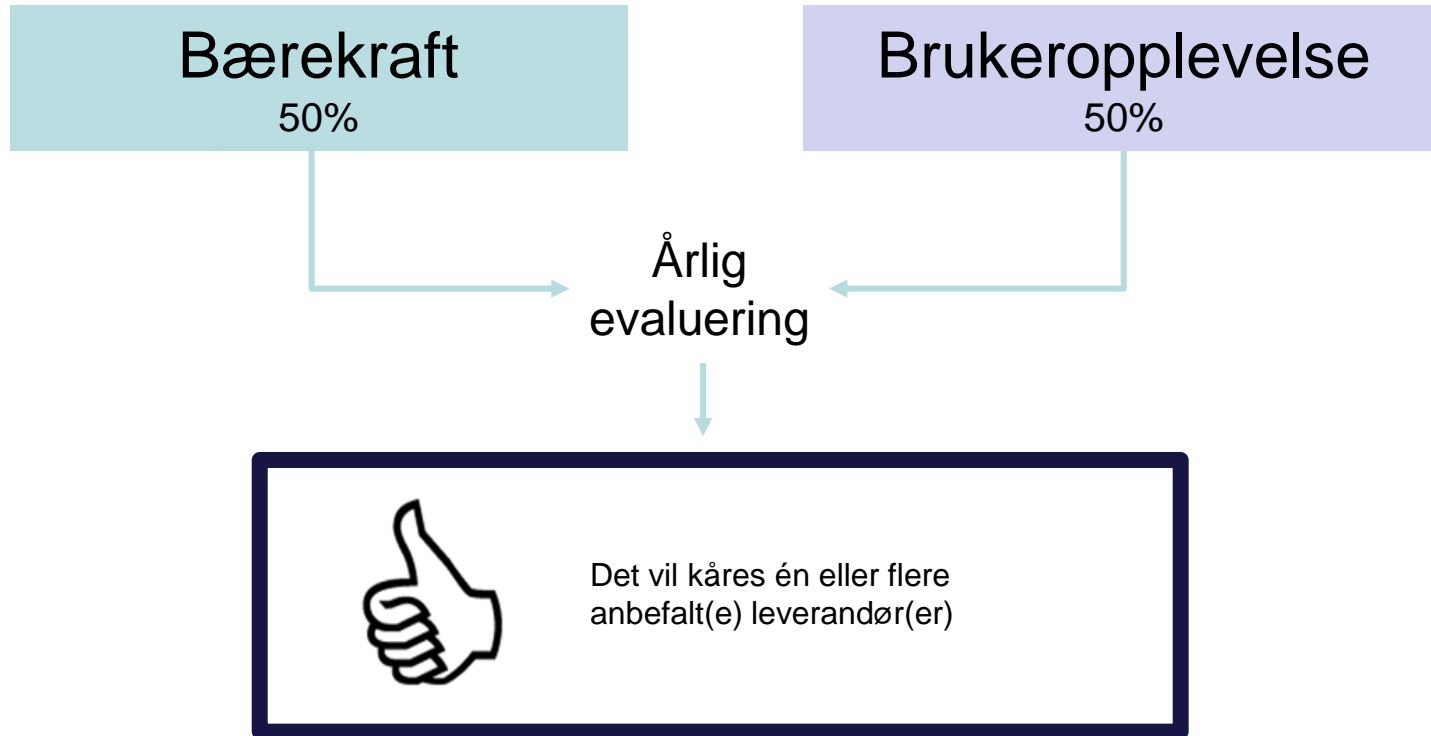 Bærekraft
50%
Brukeropplevelse
50%
Årlig
evaluering
Det vil kåres én eller flere
anbefalt(e) leverandør(er)